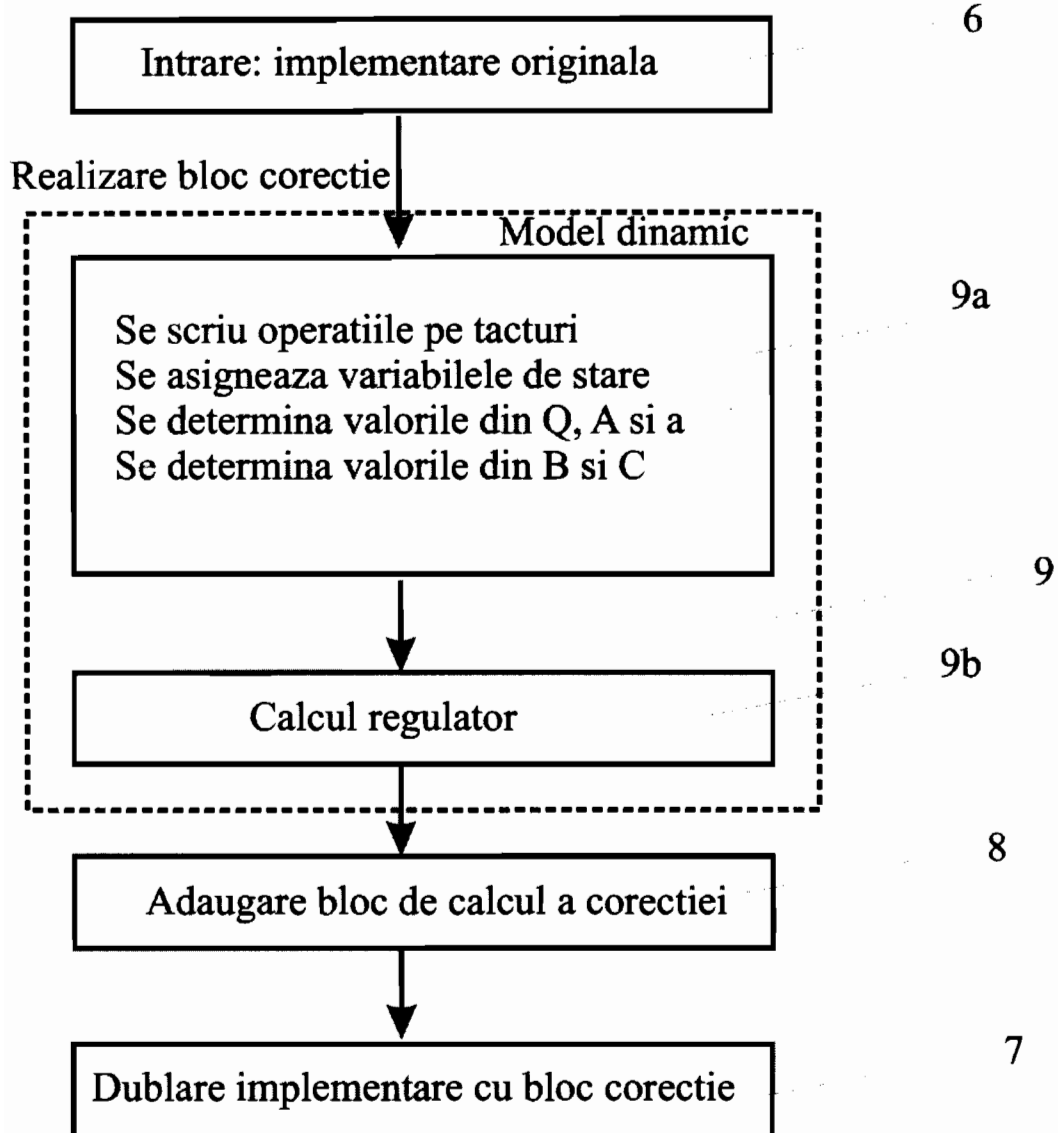 6
Intrare: implementare originala
Realizare bloc corectie
Model dinamic
9a
Se scriu operatiile pe tacturi
Se asigneaza variabilele de stare
Se determina valorile din Q, A si a
Se determina valorile din B si C
9
9b
Calcul regulator
8
Adaugare bloc de calcul a corectiei
7
Dublare implementare cu bloc corectie